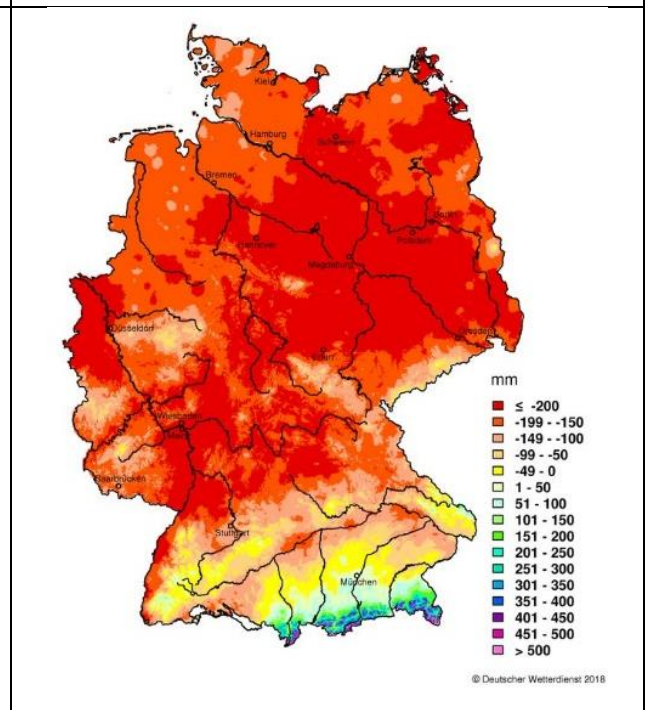 Kiel
Hamburg
Schwerin
Bremen
Berlin
Hannover
Potsdam
Magdeburg
Düsseldorf
Erfurt
Dresden
Wiesbaden
Mainz
Saarbrücken
Stuttgart
München
mm
≤ -200
-199 - -150
-149 - -100
-99 - -50
-49 - 0
1 - 50
51 - 100
101 - 150
151 - 200
201 - 250
251 - 300
301 - 350
351 - 400
401 - 450
451 - 500
> 500
© Deutscher Wetterdienst 2018